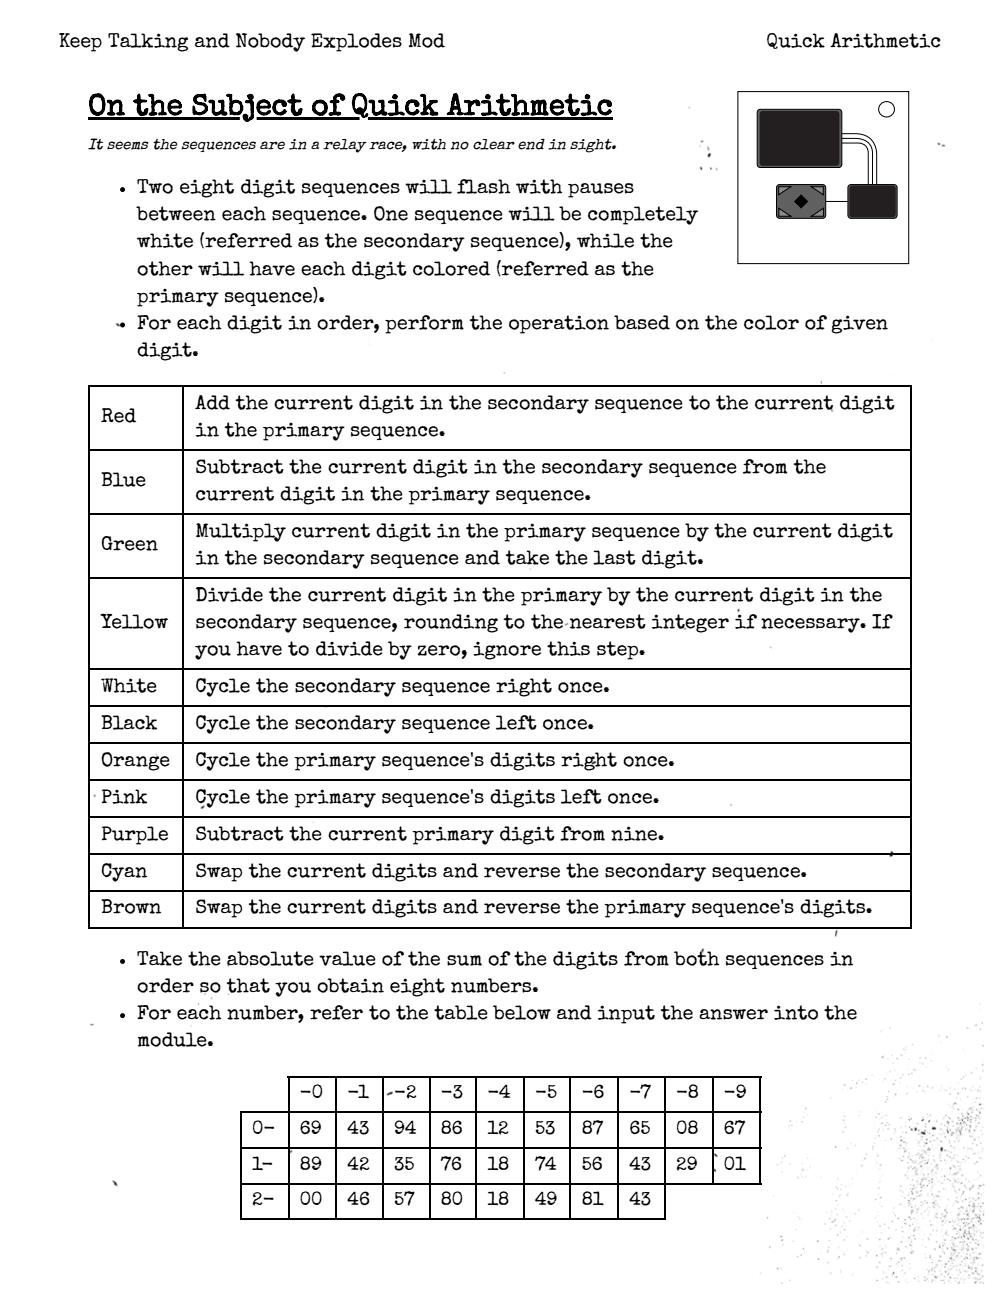 Keep Talking and Nobody Explodes Mod
Quick Arithmetic
On the Subject of Quick Arithmetic
It seems the sequences are in a relay race, with no clear end in sight.
• Two eight digit sequences will flash with pauses
between each sequence. One sequence will be completely
white (referred as the secondary sequence), while the
other will have each digit colored (referred as the
primary sequence).
• For each digit in order, perform the operation based on the color of given
digit.
Red
Add the current digit in the secondary sequence to the current digit
in the primary sequence.
Blue
Subtract the current digit in the secondary sequence from the
current digit in the primary sequence.
Green
Multiply current digit in the primary sequence by the current digit
in the secondary sequence and take the last digit.
Yellow
Divide the current digit in the primary by the current digit in the
secondary sequence, rounding to the nearest integer if necessary. If
you have to divide by zero, ignore this step.
White Cycle the secondary sequence right once.
Black Cycle the secondary sequence left once.
Orange Cycle the primary sequence's digits right once.
Pink Cycle the primary sequence's digits left once.
Purple Subtract the current primary digit from nine.
Cyan Swap the current digits and reverse the secondary sequence.
Brown Swap the current digits and reverse the primary sequence's digits.
• Take the absolute value of the sum of the digits from both sequences in
order so that you obtain eight numbers.
• For each number, refer to the table below and input the answer into the
module.
-0 -1 -2 -3 -4 -5 -6 -7 -8 -9
0- 69 43 94 86 12 53 87 65 08 67
1- 89 42 35 76 18 74 56 43 29 01
2- 00 46 57 80 18 49 81 43